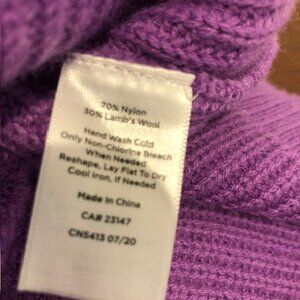 70% Nylon
30% Lamb's Wool
Hand Wash Cold
Only Non-Chlorine Bleech
When Needed
Reshape, Lay Flat To Dry
Cool Iron, if Needed
Made in China
CA# 23147
CN5413 07/20